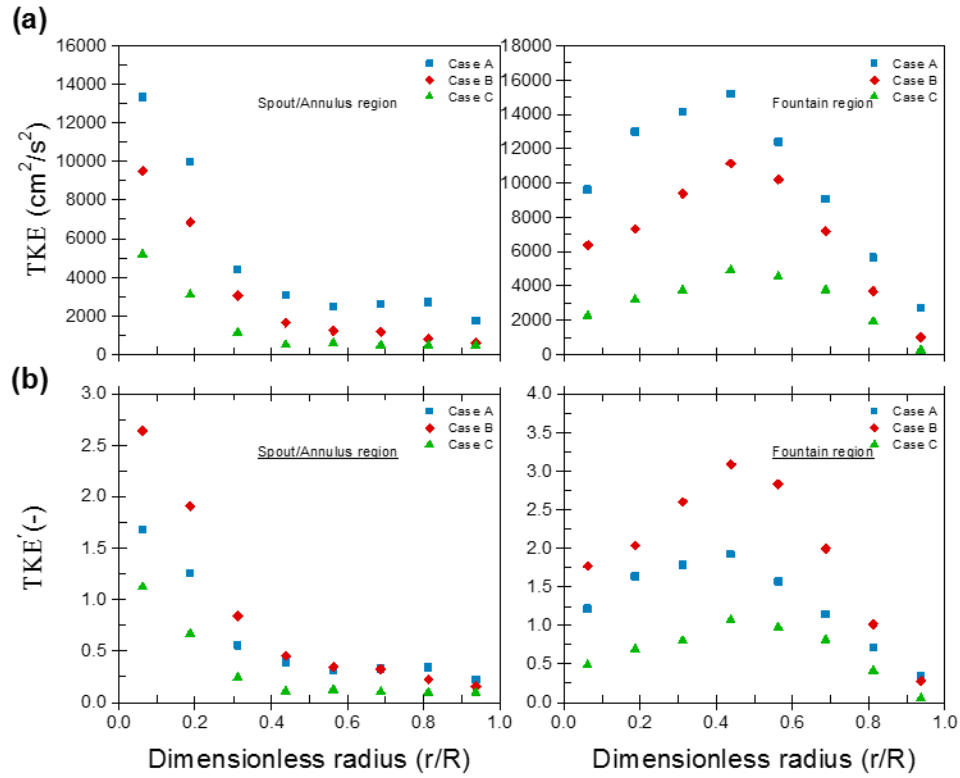 (a)
TKE (cm²/s²)
16000
14000
12000
10000
8000
6000
4000
2000
0
Case A
Case B
Case C
Spout/Annulus region
18000
16000
14000
12000
10000
8000
6000
4000
2000
0
Case A
Case B
Case C
Fountain region
(b)
TKE′(-)
3.0
2.5
2.0
1.5
1.0
0.5
0.0
Case A
Case B
Case C
Spout/Annulus region
0.0 0.2 0.4 0.6 0.8 1.0
Dimensionless radius (r/R)
4.0
3.5
3.0
2.5
2.0
1.5
1.0
0.5
0.0
Case A
Case B
Case C
Fountain region
0.0 0.2 0.4 0.6 0.8 1.0
Dimensionless radius (r/R)